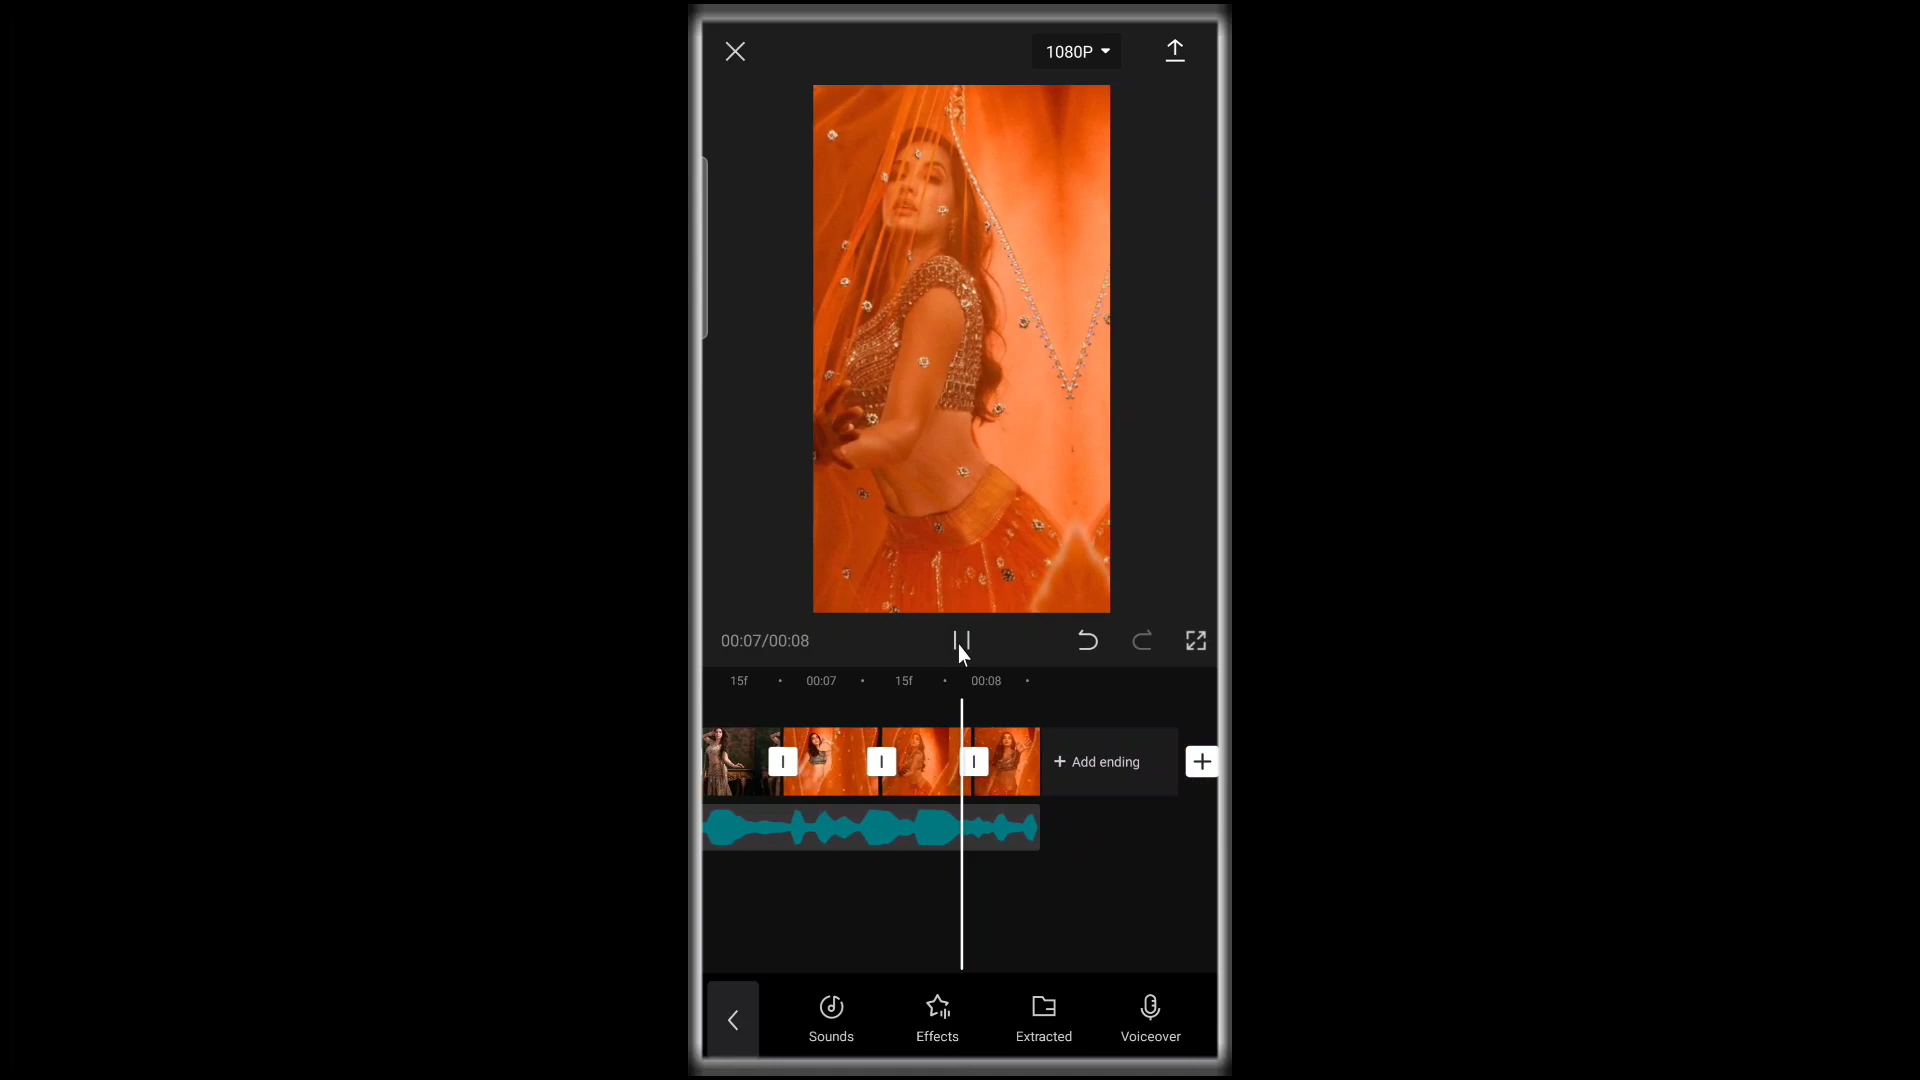 1080P
00:07/00:08
15f 00:07 15f 00:08
+ Add ending
Sounds Effects Extracted Voiceover